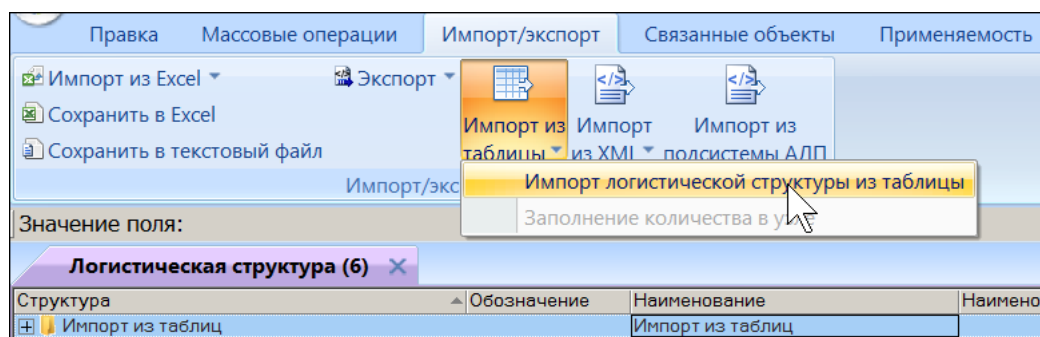 Правка Массовые операции Импорт/экспорт Связанные объекты Применяемость
Импорт из Excel Экспорт
Сохранить в Excel
Сохранить в текстовый файл
Импорт из таблицы
Импорт из XML
Импорт из подсистемы АЛП
Импорт/экс
Импорт логистической структуры из таблицы
Заполнение количества в
Значение поля:
Логистическая структура (6)
Структура Обозначение Наименование Наимено
Импорт из таблиц Импорт из таблиц